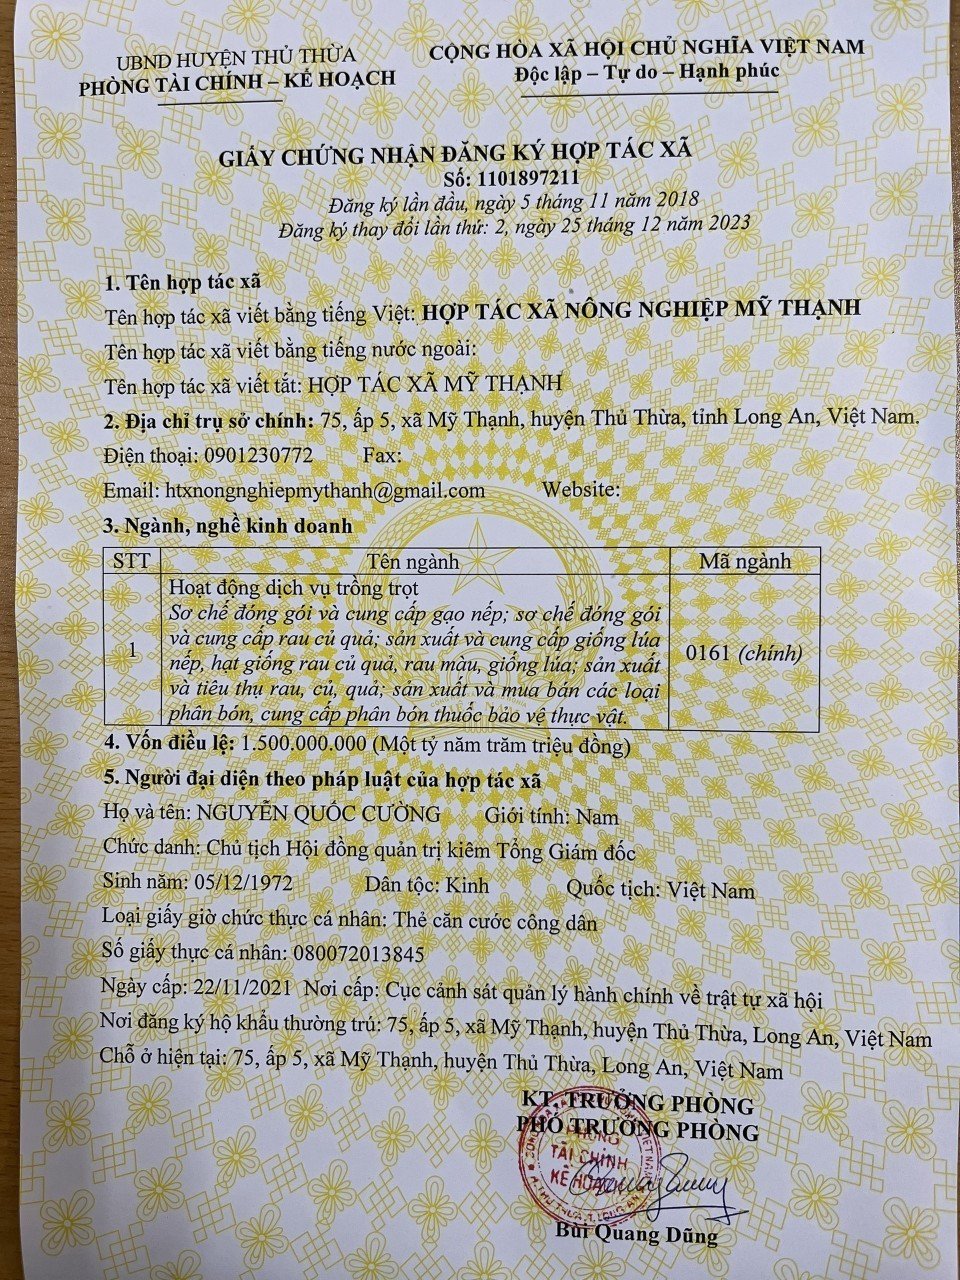 UBND HUYỆN THỦ THỪA
PHÒNG TÀI CHÍNH – KẾ HOẠCH
CỘNG HÒA XÃ HỘI CHỦ NGHĨA VIỆT NAM
Độc lập – Tự do – Hạnh phúc
GIẤY CHỨNG NHẬN ĐĂNG KÝ HỢP TÁC XÃ
Số: 1101897211
Đăng ký lần đầu, ngày 5 tháng 11 năm 2018
Đăng ký thay đổi lần thứ: 2, ngày 25 tháng 12 năm 2023
1. Tên hợp tác xã
Tên hợp tác xã viết bằng tiếng Việt: HỢP TÁC XÃ NÔNG NGHIỆP MỸ THẠNH
Tên hợp tác xã viết bằng tiếng nước ngoài:
Tên hợp tác xã viết tắt: HỢP TÁC XÃ MỸ THẠNH
2. Địa chỉ trụ sở chính: 75, ấp 5, xã Mỹ Thạnh, huyện Thủ Thừa, tỉnh Long An, Việt Nam.
Điện thoại: 0901230772 Fax:
Email: htxnongnghiepmythanh@gmail.com Website:
3. Ngành, nghề kinh doanh
STT Tên ngành Mã ngành
Hoạt động dịch vụ trồng trọt
Sơ chế đóng gói và cung cấp gạo nếp; sơ chế đóng gói
và cung cấp rau củ quả; sản xuất và cung cấp giống lúa
1 nếp, hạt giống rau củ quả, rau màu, giống lúa; sản xuất 0161 (chính)
và tiêu thụ rau, củ, quả; sản xuất và mua bán các loại
phân bón, cung cấp phân bón thuốc bảo vệ thực vật.
4. Vốn điều lệ: 1.500.000.000 (Một tỷ năm trăm triệu đồng)
5. Người đại diện theo pháp luật của hợp tác xã
Họ và tên: NGUYỄN QUỐC CƯỜNG Giới tính: Nam
Chức danh: Chủ tịch Hội đồng quản trị kiêm Tổng Giám đốc
Sinh năm: 05/12/1972 Dân tộc: Kinh Quốc tịch: Việt Nam
Loại giấy giờ chức thực cá nhân: Thẻ căn cước công dân
Số giấy thực cá nhân: 080072013845
Ngày cấp: 22/11/2021 Nơi cấp: Cục cảnh sát quản lý hành chính về trật tự xã hội
Nơi đăng ký hộ khẩu thường trú: 75, ấp 5, xã Mỹ Thạnh, huyện Thủ Thừa, Long An, Việt Nam
Chỗ ở hiện tại: 75, ấp 5, xã Mỹ Thạnh, huyện Thủ Thừa, Long An, Việt Nam
KT. TRƯỞNG PHÒNG
PHÓ TRƯỞNG PHÒNG
PHÒNG
TÀI CHÍNH
KẾ HOẠCH
Bùi Quang Dũng